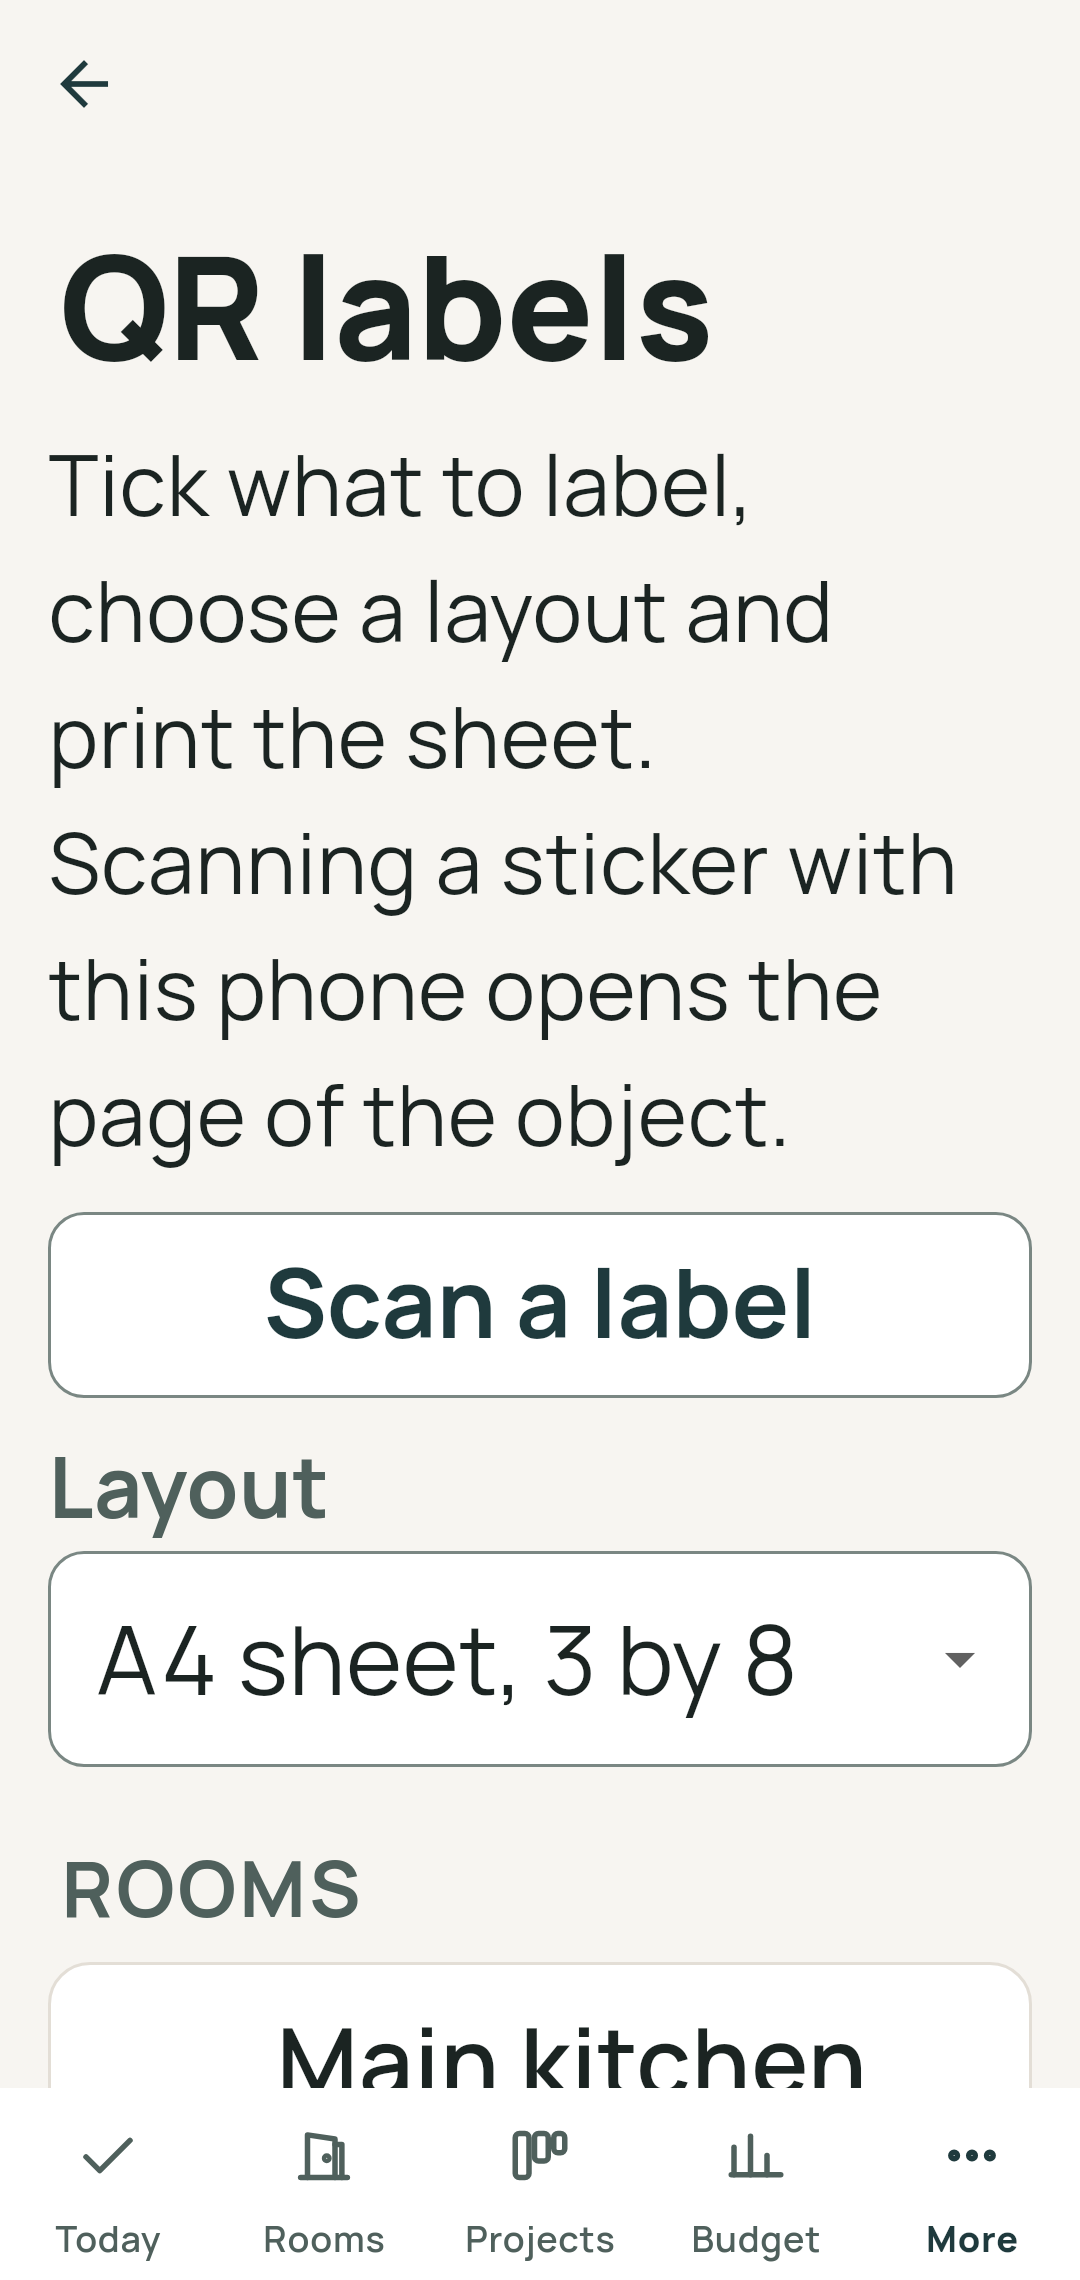 QR labels
Tick what to label,
choose a layout and
print the sheet.
Scanning a sticker with
this phone opens the
page of the object.
Scan a label
Layout
A4 sheet, 3 by 8
ROOMS
Main kitchen
Today
Rooms
Projects
Budget
More